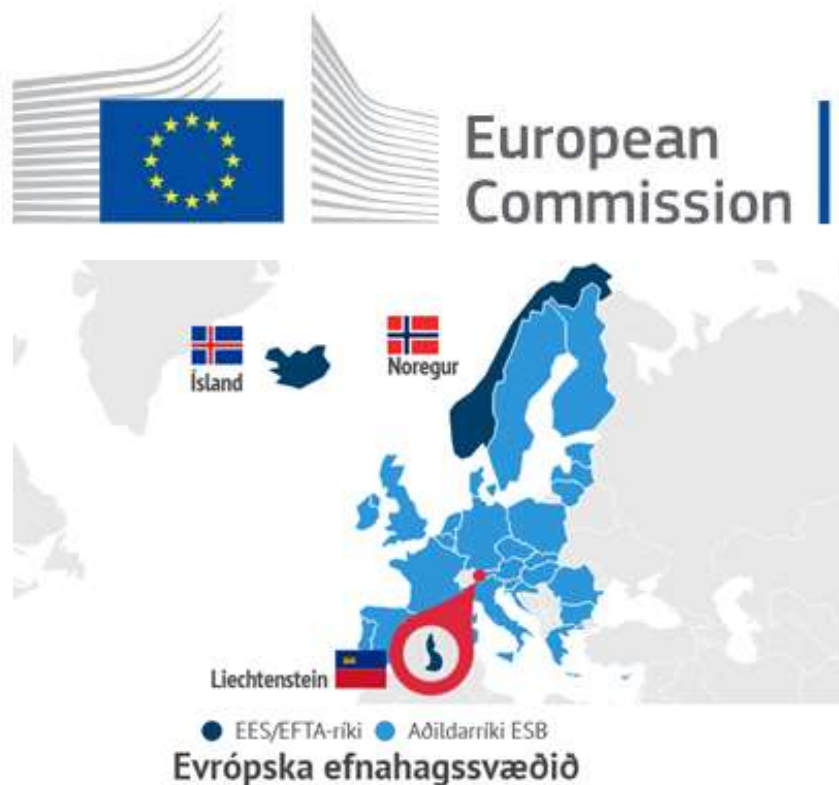 European
Commission
Ísland
Noregur
Liechtenstein
EES/EFTA-ríki Aðildarríki ESB
Evrópska efnahagssvæðið